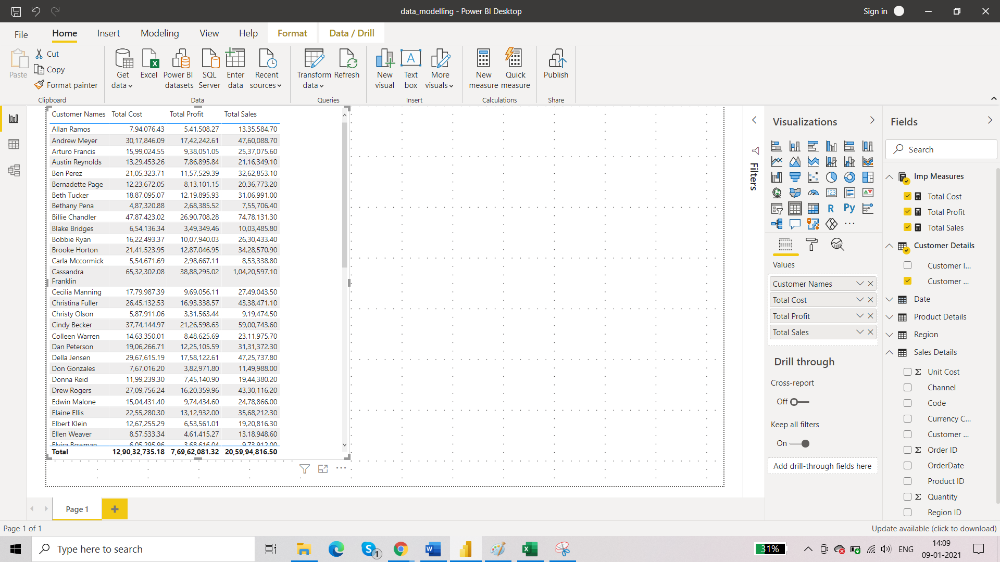 data_modelling - Power BI Desktop
Sign in
File Home Insert Modeling View Help Format Data / Drill
Paste
Cut
Copy
Format painter
Clipboard
Get data
Excel
Power BI datasets
SQL Server
Enter data
Recent sources
Data
Transform data
Refresh
Queries
New visual
Text box
More visuals
Insert
New measure
Quick measure
Calculations
Publish
Share
Customer Names Total Cost Total Profit Total Sales
Allan Ramos 7,94,076.43 5,41,508.27 13,35,584.70
Andrew Meyer 30,17,846.09 17,42,242.61 47,60,088.70
Arturo Francis 15,99,024.55 9,38,051.05 25,37,075.60
Austin Reynolds 13,29,453.26 7,86,895.84 21,16,349.10
Ben Perez 21,05,323.71 11,57,529.39 32,62,853.10
Bernadette Page 12,23,672.05 8,13,101.15 20,36,773.20
Beth Tucker 18,87,095.07 12,19,895.93 31,06,991.00
Bethany Pena 4,87,320.88 2,68,385.52 7,55,706.40
Billie Chandler 47,87,423.02 26,90,708.28 74,78,131.30
Blake Bridges 6,54,136.34 3,49,349.46 10,03,485.80
Bobbie Ryan 16,22,493.37 10,07,940.03 26,30,433.40
Brooke Horton 21,41,523.95 12,87,046.95 34,28,570.90
Carla Mccormick 5,54,671.69 2,98,667.11 8,53,338.80
Cassandra Franklin 65,32,302.08 38,88,295.02 1,04,20,597.10
Cecilia Manning 17,79,987.39 9,69,056.11 27,49,043.50
Christina Fuller 26,45,132.53 16,93,338.57 43,38,471.10
Christy Olson 5,87,911.06 3,31,563.44 9,19,474.50
Cindy Becker 37,74,144.97 21,26,598.63 59,00,743.60
Colleen Warren 14,63,350.01 8,48,625.69 23,11,975.70
Dan Peterson 19,06,266.71 12,25,105.59 31,31,372.30
Della Jensen 29,67,615.19 17,58,122.61 47,25,737.80
Don Gonzales 7,67,016.20 3,82,971.80 11,49,988.00
Donna Reid 11,99,239.30 7,45,140.90 19,44,380.20
Drew Rogers 27,09,756.24 16,20,359.96 43,30,116.20
Edwin Malone 15,04,431.40 9,74,434.60 24,78,866.00
Elaine Ellis 22,55,280.30 13,12,932.00 35,68,212.30
Elbert Klein 12,67,255.29 6,53,561.01 19,20,816.30
Ellen Weaver 8,57,533.34 4,61,415.27 13,18,948.60
Elvira Bowman 6,05,295.96 3,68,616.04 9,73,912.00
Total 12,90,32,735.18 7,69,62,081.32 20,59,94,816.50
Filters
Visualizations
123
R
Py
Values
Customer Names
Total Cost
Total Profit
Total Sales
Drill through
Cross-report
Off
Keep all filters
On
Add drill-through fields here
Fields
Search
Imp Measures
Total Cost
Total Profit
Total Sales
Customer Details
Customer I...
Customer ...
Date
Product Details
Region
Sales Details
Σ Unit Cost
Channel
Code
Currency C...
Customer ...
Σ Order ID
OrderDate
Product ID
Σ Quantity
Region ID
Page 1
Page 1 of 1
Update available (click to download)
Type here to search
1
31%
ENG
14:09
09-01-2021